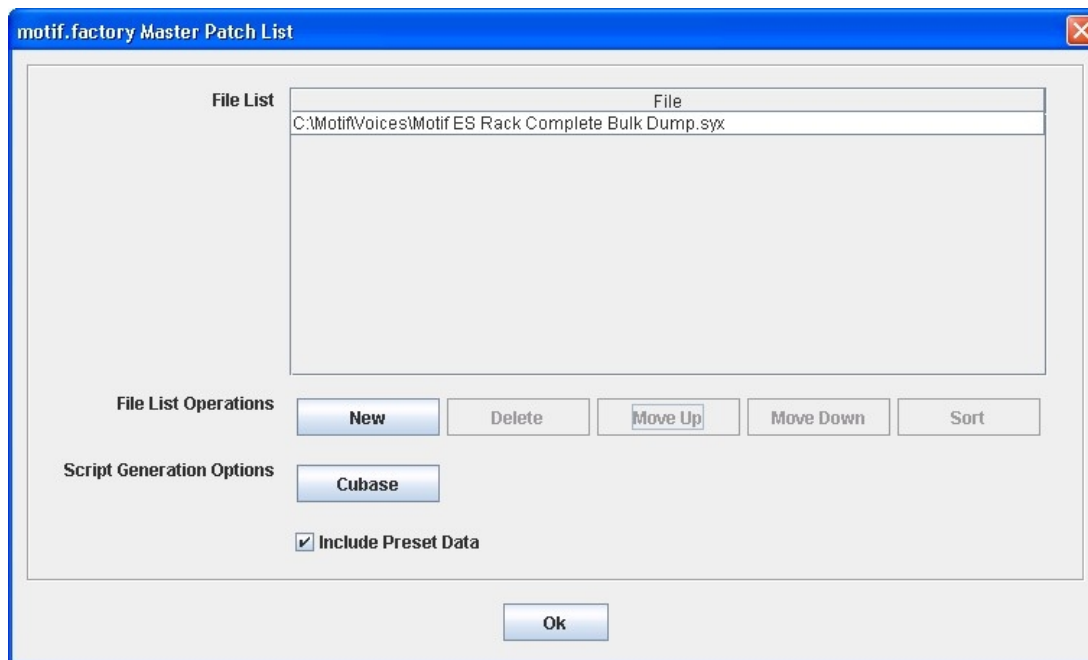 motif.factory Master Patch List
File List
File
C:\Motif\Voices\Motif ES Rack Complete Bulk Dump.syx
File List Operations
New Delete Move Up Move Down Sort
Script Generation Options
Cubase
Include Preset Data
Ok